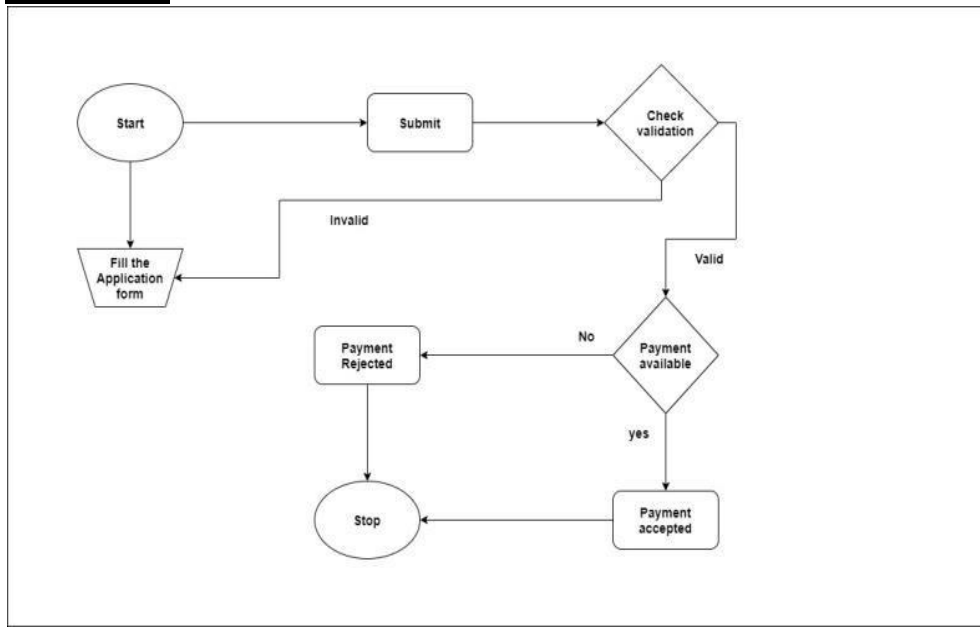 Start
Submit
Check
validation
Invalid
Fill the
Application
form
Valid
No
Payment
Rejected
Payment
available
yes
Stop
Payment
accepted